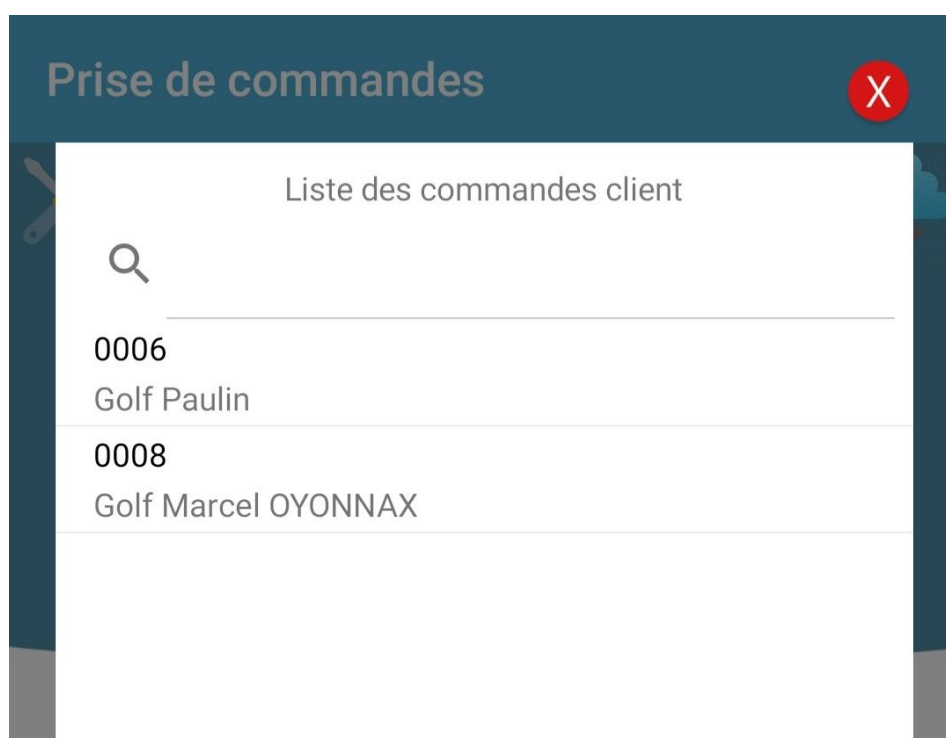 Prise de commandes
X
Liste des commandes client
0006
Golf Paulin
0008
Golf Marcel OYONNAX